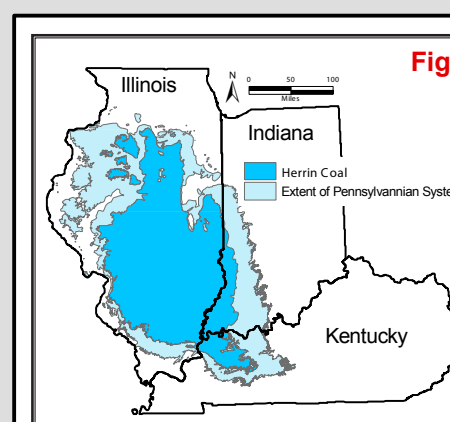 Fig
Illinois
N
0 50 100
Miles
Indiana
Herrin Coal
Extent of Pennsylvannian Syste
Kentucky